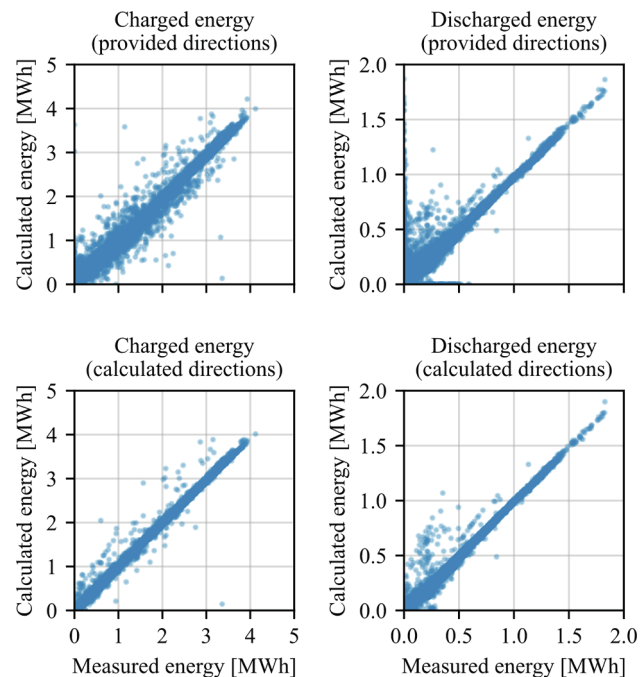 Charged energy
(provided directions)
Discharged energy
(provided directions)
Calculated energy [MWh]
5
4
3
2
1
0
Calculated energy [MWh]
2.0
1.5
1.0
0.5
0.0
Charged energy
(calculated directions)
Discharged energy
(calculated directions)
Calculated energy [MWh]
5
4
3
2
1
0
0 1 2 3 4 5
Measured energy [MWh]
Calculated energy [MWh]
2.0
1.5
1.0
0.5
0.0
0.0 0.5 1.0 1.5 2.0
Measured energy [MWh]